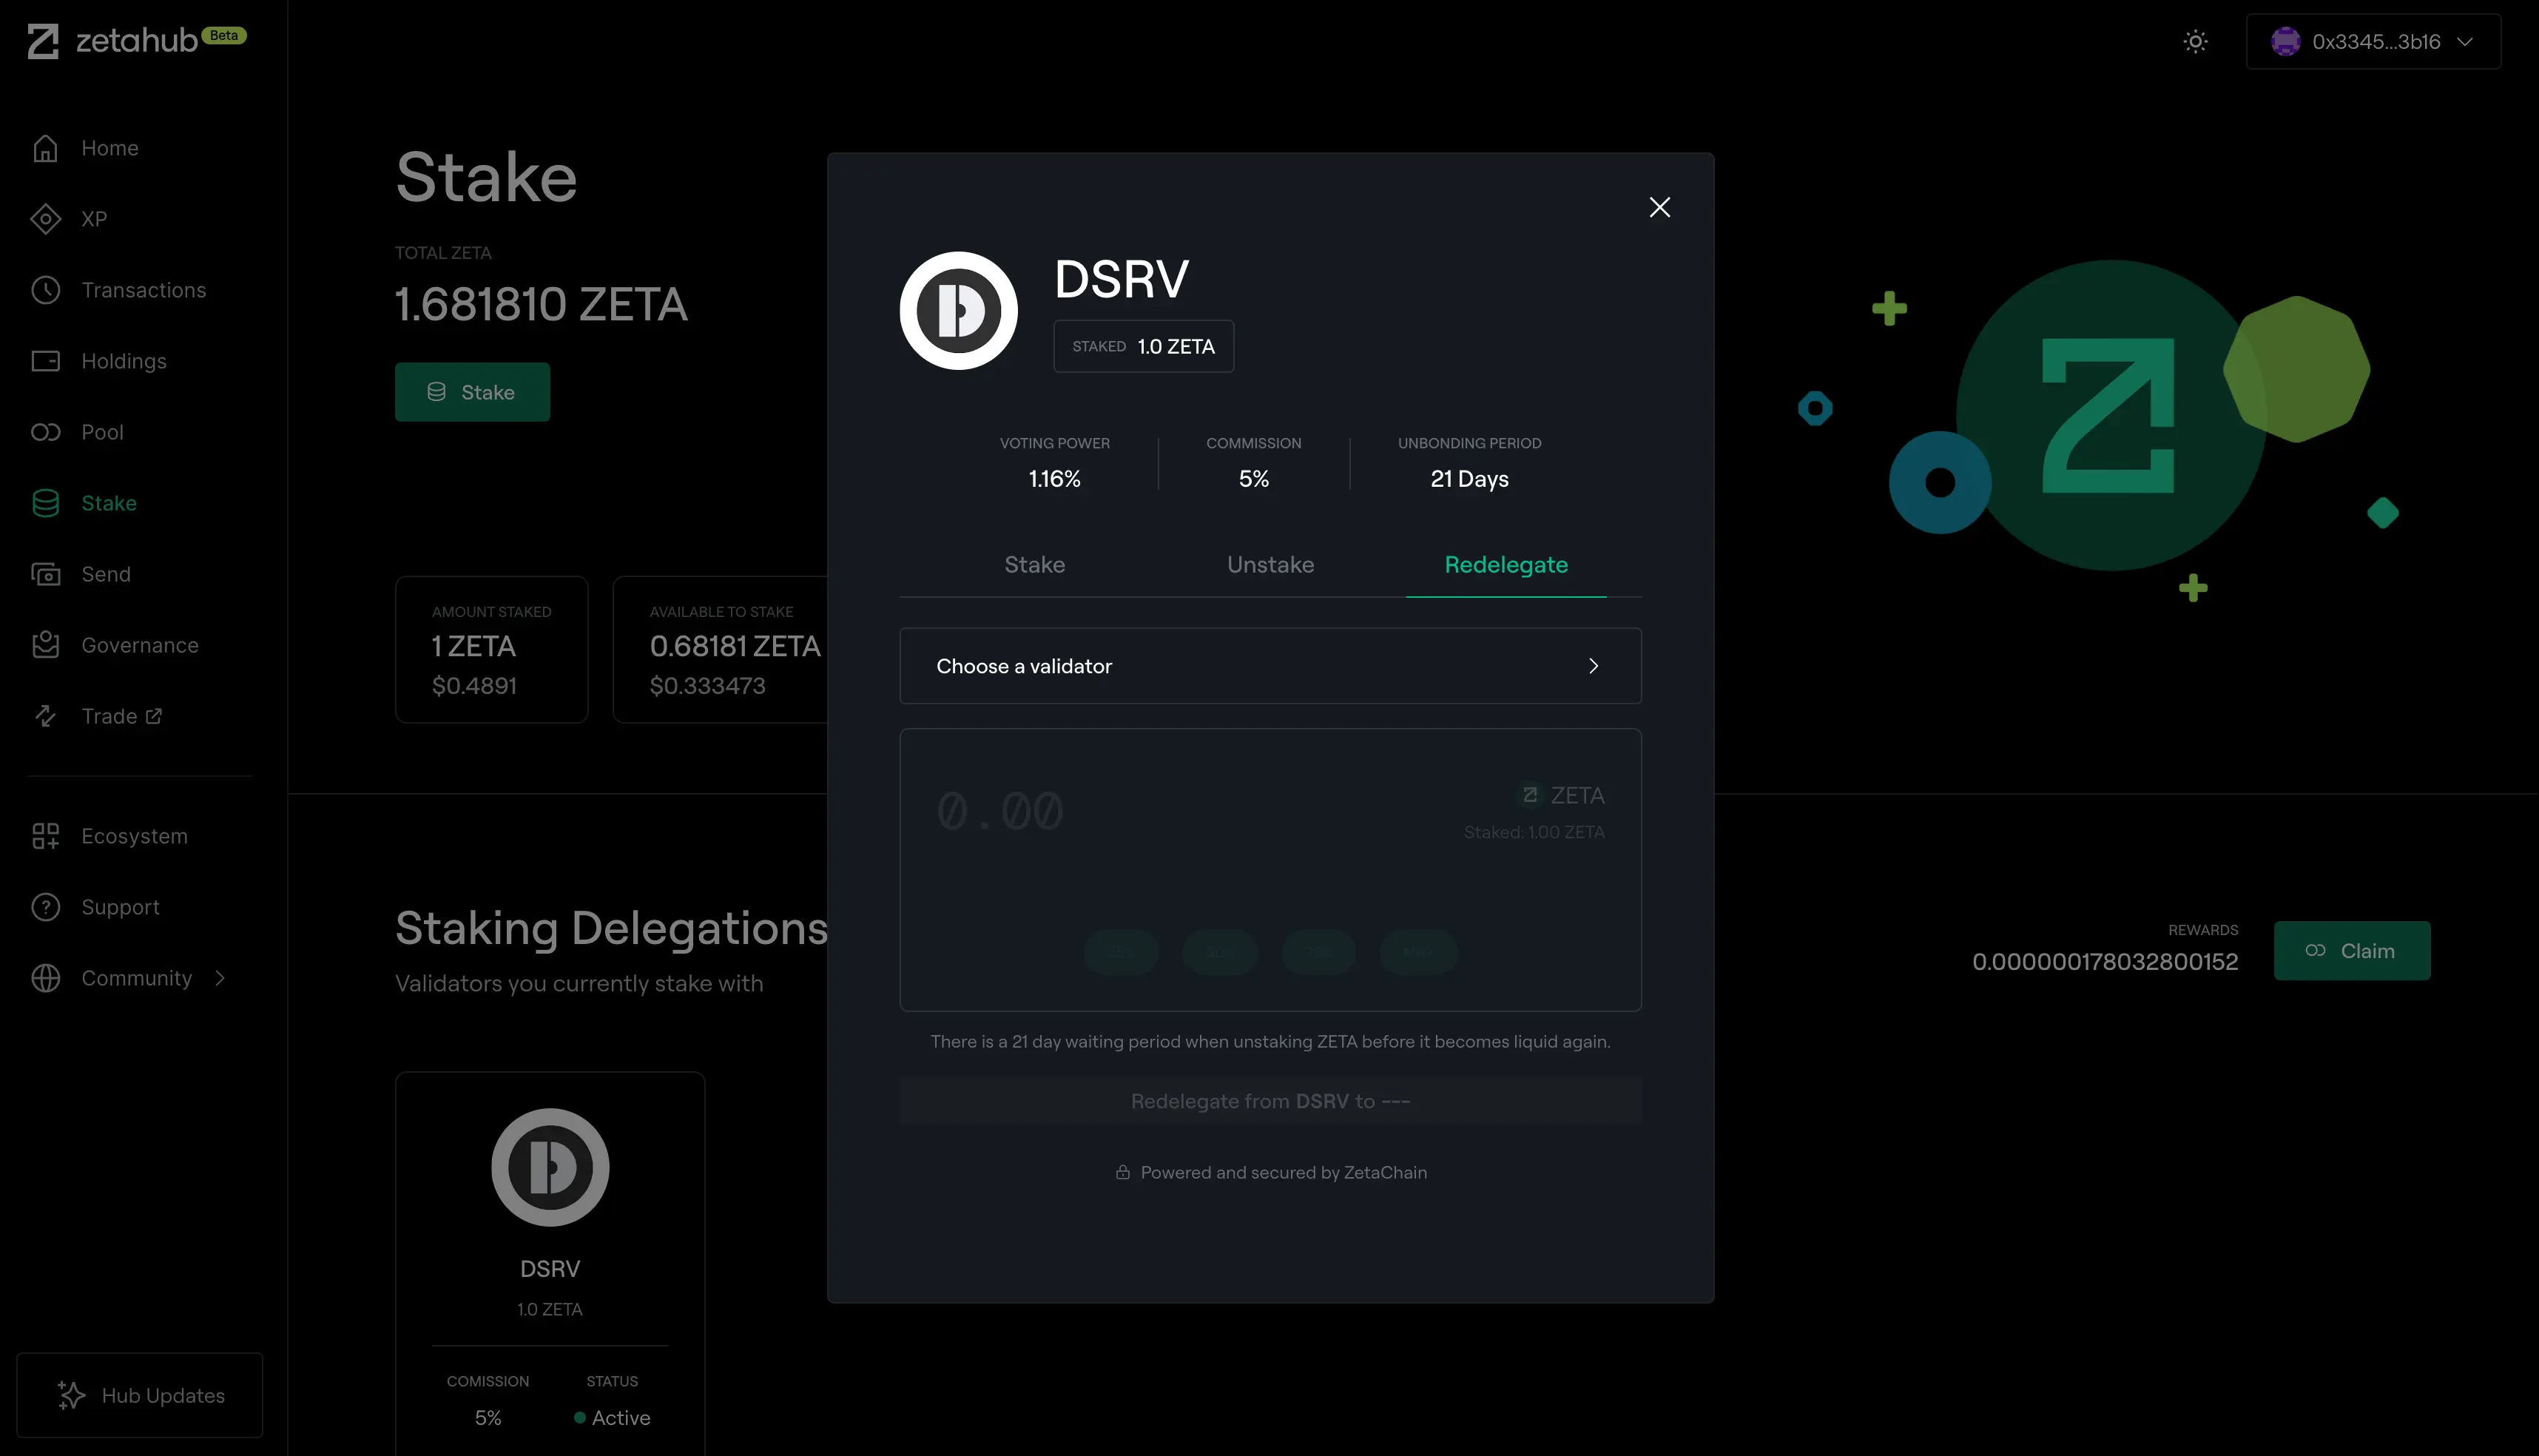 zetahub Beta
0x3345...3b16
Home
XP
Transactions
Holdings
Pool
Stake
Send
Governance
Trade
Ecosystem
Support
Community
Hub Updates
Stake
TOTAL ZETA
1.681810 ZETA
Stake
AMOUNT STAKED
1 ZETA
$0.4891
AVAILABLE TO STAKE
0.68181 ZETA
$0.333473
Staking Delegations
Validators you currently stake with
REWARDS
0.000000178032800152
Claim
DSRV
1.0 ZETA
COMISSION
5%
STATUS
Active
DSRV
STAKED 1.0 ZETA
VOTING POWER
1.16%
COMMISSION
5%
UNBONDING PERIOD
21 Days
Stake
Unstake
Redelegate
Choose a validator
0.00
ZETA
Staked: 1.00 ZETA
There is a 21 day waiting period when unstaking ZETA before it becomes liquid again.
Redelegate from DSRV to ---
Powered and secured by ZetaChain